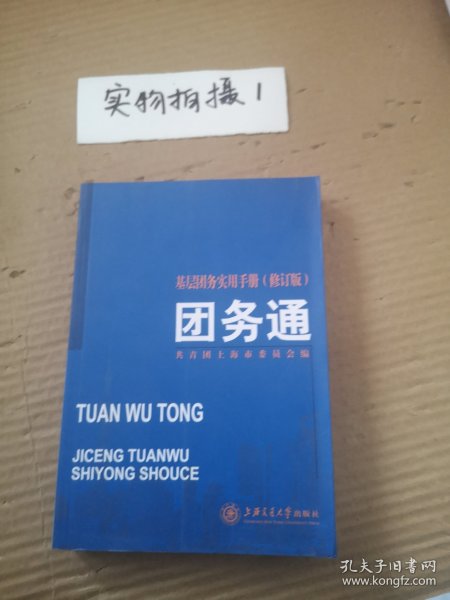 实物拍摄1
基层团务实用手册(修订版)
团务通
共青团上海市委员会编
TUAN WU TONG
JICENG TUANWU
SHIYONG SHOUCE
上海交通大学出版社
孔夫子旧书网
www.kongfz.com